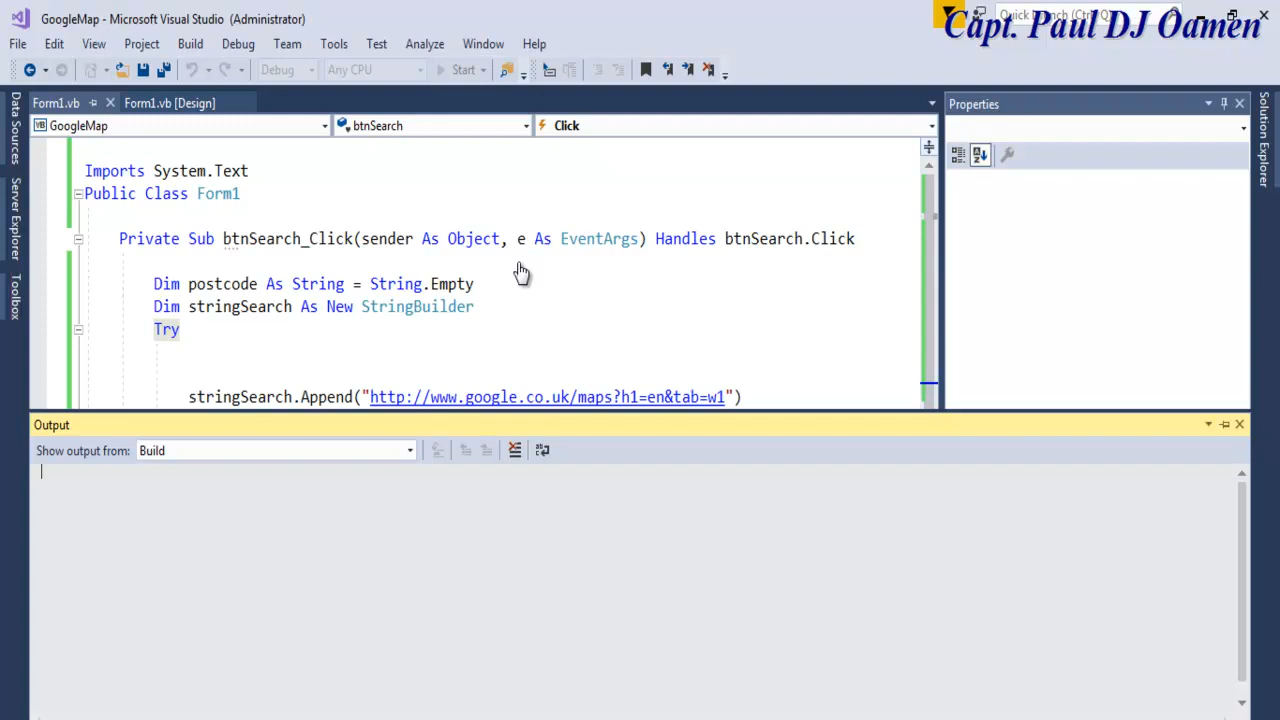 GoogleMap - Microsoft Visual Studio (Administrator)
Quick Launch (Ctrl+Q)
Capt. Paul DJ Oamen
File Edit View Project Build Debug Team Tools Test Analyze Window Help
Debug Any CPU Start
Form1.vb Form1.vb [Design]
Properties
GoogleMap btnSearch Click
Data Sources
Server Explorer
Toolbox
Solution Explorer
Imports System.Text
Public Class Form1
Private Sub btnSearch_Click(sender As Object, e As EventArgs) Handles btnSearch.Click
Dim postcode As String = String.Empty
Dim stringSearch As New StringBuilder
Try
stringSearch.Append("http://www.google.co.uk/maps?h1=en&tab=w1")
Output
Show output from: Build